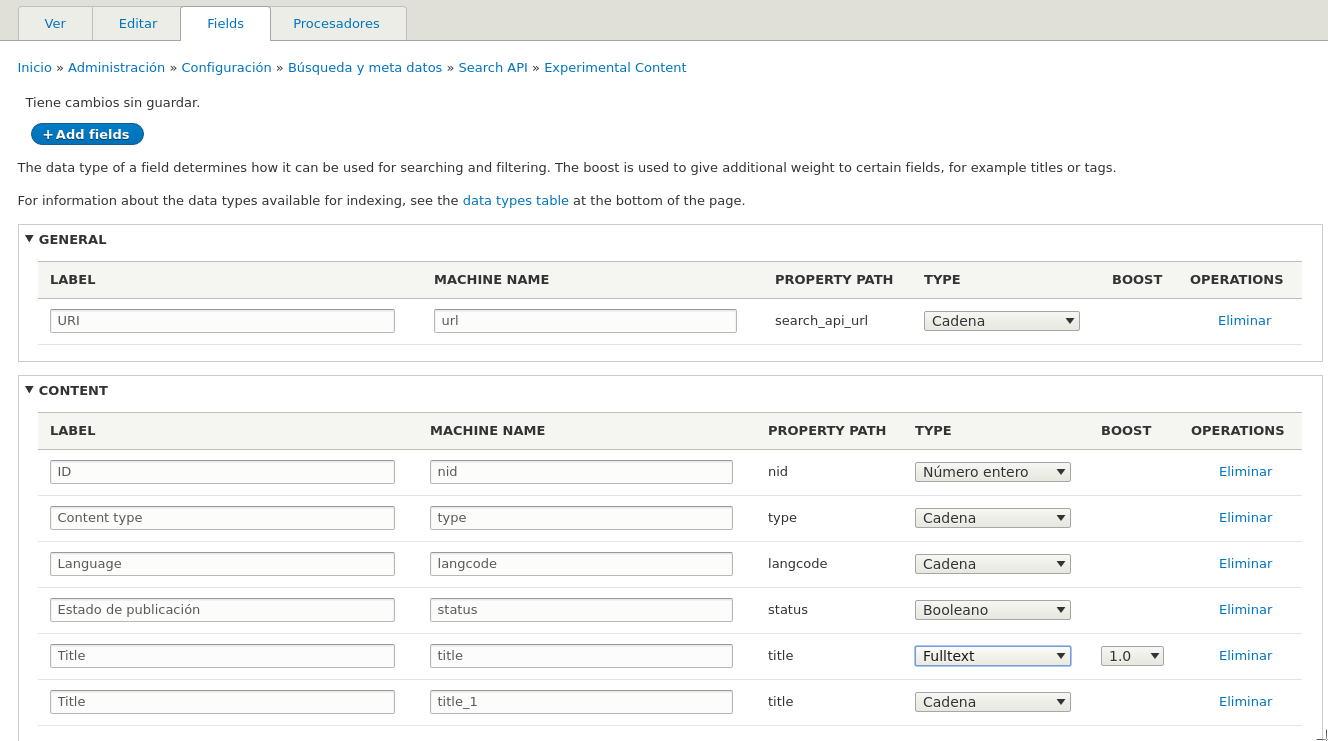 Ver Editar Fields Procesadores
Inicio » Administración » Configuración » Búsqueda y meta datos » Search API » Experimental Content
Tiene cambios sin guardar.
+ Add fields
The data type of a field determines how it can be used for searching and filtering. The boost is used to give additional weight to certain fields, for example titles or tags.
For information about the data types available for indexing, see the data types table at the bottom of the page.
GENERAL
LABEL MACHINE NAME PROPERTY PATH TYPE BOOST OPERATIONS
URI url search_api_url Cadena Eliminar
CONTENT
LABEL MACHINE NAME PROPERTY PATH TYPE BOOST OPERATIONS
ID nid nid Número entero Eliminar
Content type type type Cadena Eliminar
Language langcode langcode Cadena Eliminar
Estado de publicación status status Booleano Eliminar
Title title title Fulltext 1.0 Eliminar
Title title_1 title Cadena Eliminar